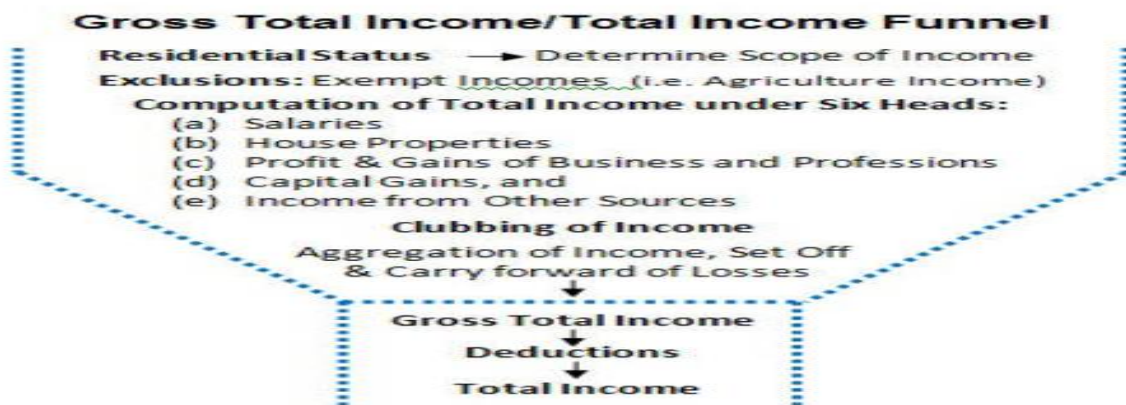 Gross Total Income/Total Income Funnel
Residential Status → Determine Scope of Income
Exclusions: Exempt Incomes (i.e. Agriculture Income)
Computation of Total Income under Six Heads:
(a) Salaries
(b) House Properties
(c) Profit & Gains of Business and Professions
(d) Capital Gains, and
(e) Income from Other Sources
Clubbing of Income
Aggregation of Income, Set Off
& Carry forward of Losses
Gross Total Income
Deductions
Total Income